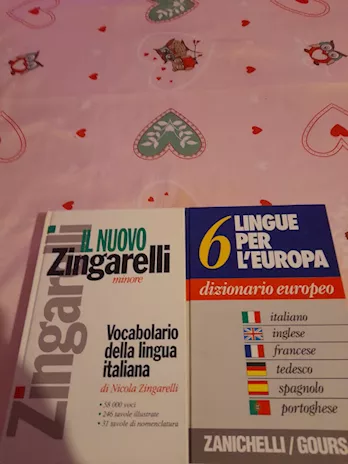 Zingarelli
IL NUOVO
Zingarelli
minore
Vocabolario
della lingua
italiana
di Nicola Zingarelli
• 58 000 voci
• 246 tavole illustrate
• 51 tavole di nomenclatura
6 LINGUE
PER
L'EUROPA
dizionario europeo
italiano
inglese
francese
tedesco
spagnolo
portoghese
ZANICHELLI / GOURS